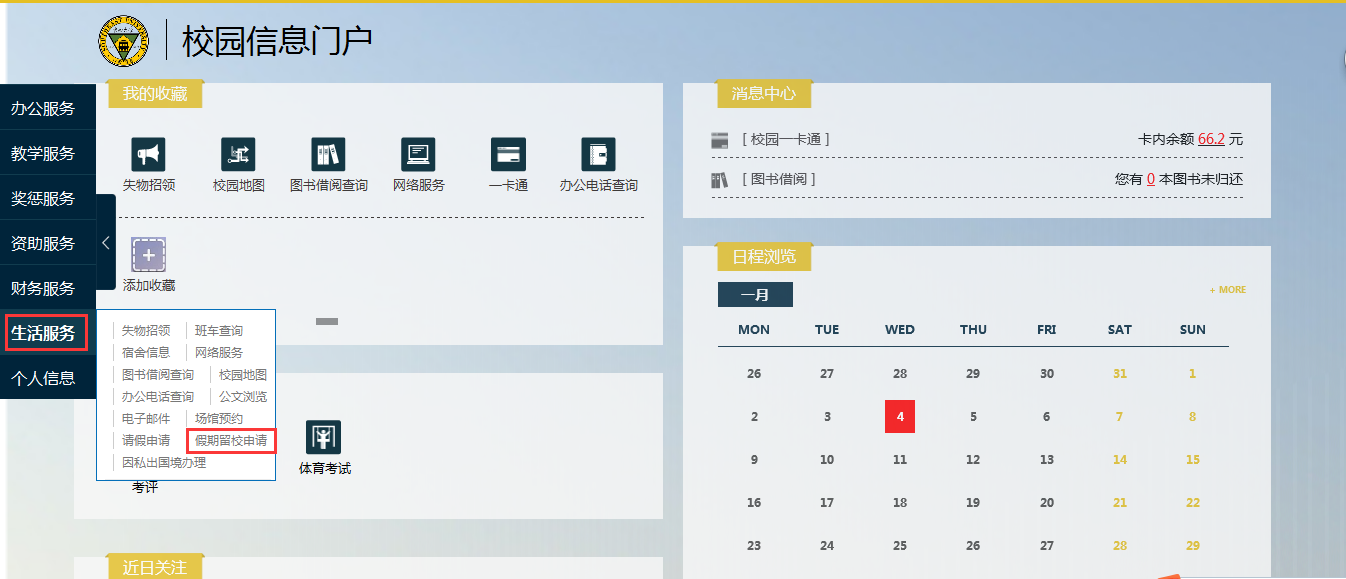 校园信息门户
办公服务
教学服务
奖惩服务
资助服务
财务服务
生活服务
个人信息
我的收藏
失物招领 校园地图 图书借阅查询 网络服务 一卡通 办公电话查询
添加收藏
失物招领 班车查询
宿舍信息 网络服务
图书借阅查询 校园地图
办公电话查询 公文浏览
电子邮件 场馆预约
请假申请 假期留校申请
因私出国境办理
考评
体育考试
近日关注
消息中心
[ 校园一卡通 ] 卡内余额 66.2 元
[ 图书借阅 ] 您有 0 本图书未归还
日程浏览
一月
+ MORE
MON TUE WED THU FRI SAT SUN
26 27 28 29 30 31 1
2 3 4 5 6 7 8
9 10 11 12 13 14 15
16 17 18 19 20 21 22
23 24 25 26 27 28 29